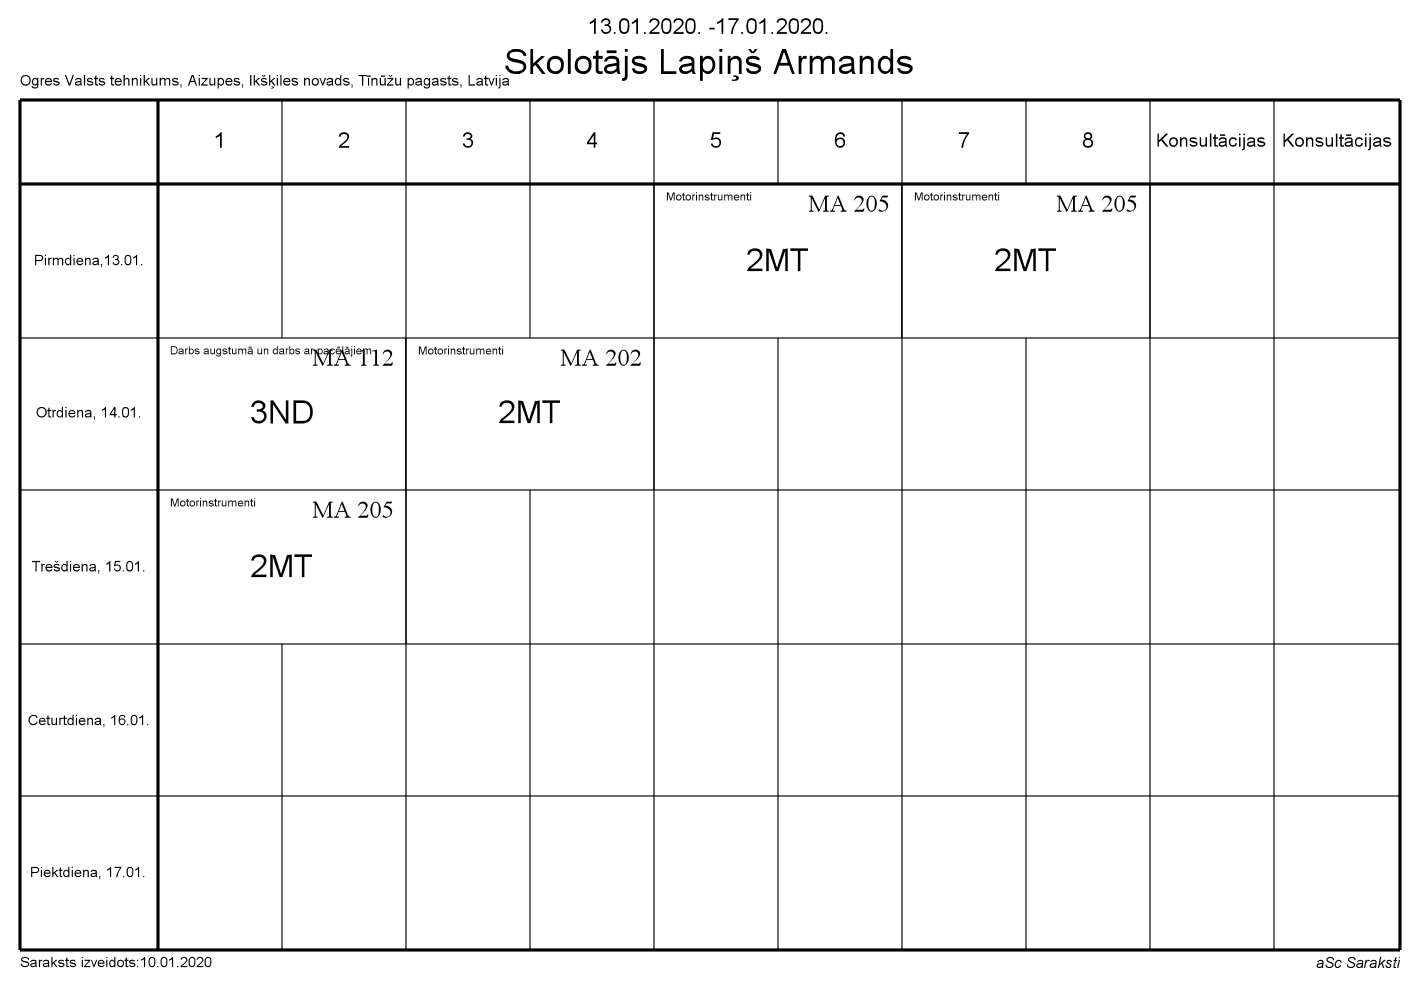 13.01.2020. -17.01.2020.
Skolotājs Lapiņš Armands
Ogres Valsts tehnikums, Aizupes, Ikšķiles novads, Tīnūžu pagasts, Latvija
1 2 3 4 5 6 7 8 Konsultācijas Konsultācijas
Motorinstrumenti MA 205 Motorinstrumenti MA 205
Pirmdiena,13.01. 2MT 2MT
Darbs augstumā un darbs ar pacēlājiem MA 112 Motorinstrumenti MA 202
Otrdiena, 14.01. 3ND 2MT
Motorinstrumenti MA 205
Trešdiena, 15.01. 2MT
Ceturtdiena, 16.01.
Piektdiena, 17.01.
Saraksts izveidots:10.01.2020 aSc Saraksti